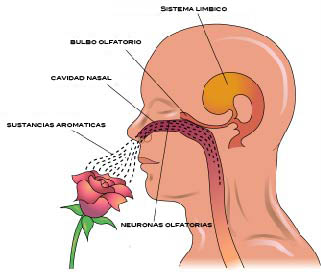 SISTEMA LIMBICO
BULBO OLFATORIO
CAVIDAD NASAL
SUSTANCIAS AROMATICAS
NEURONAS OLFATORIAS